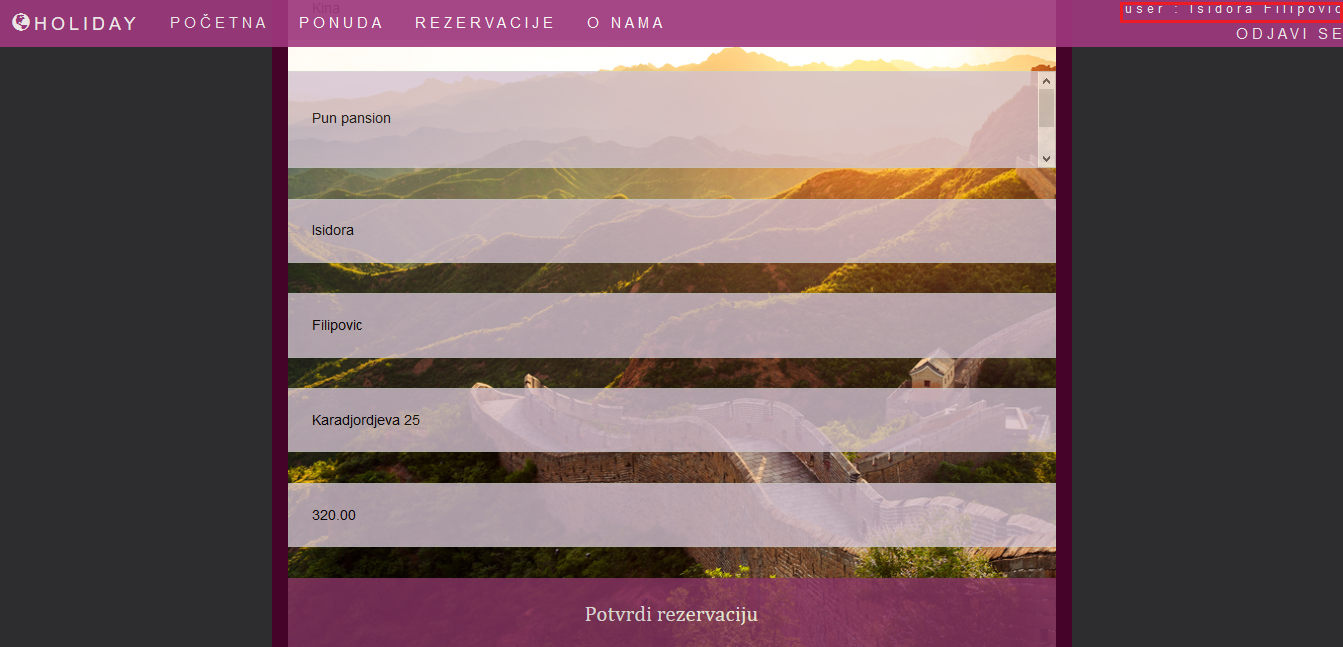 HOLIDAY POČETNA PONUDA REZERVACIJE O NAMA
user : Isidora Filipovic
ODJAVI SE
Kina
Pun pansion
Isidora
Filipovic
Karadjordjeva 25
320.00
Potvrdi rezervaciju